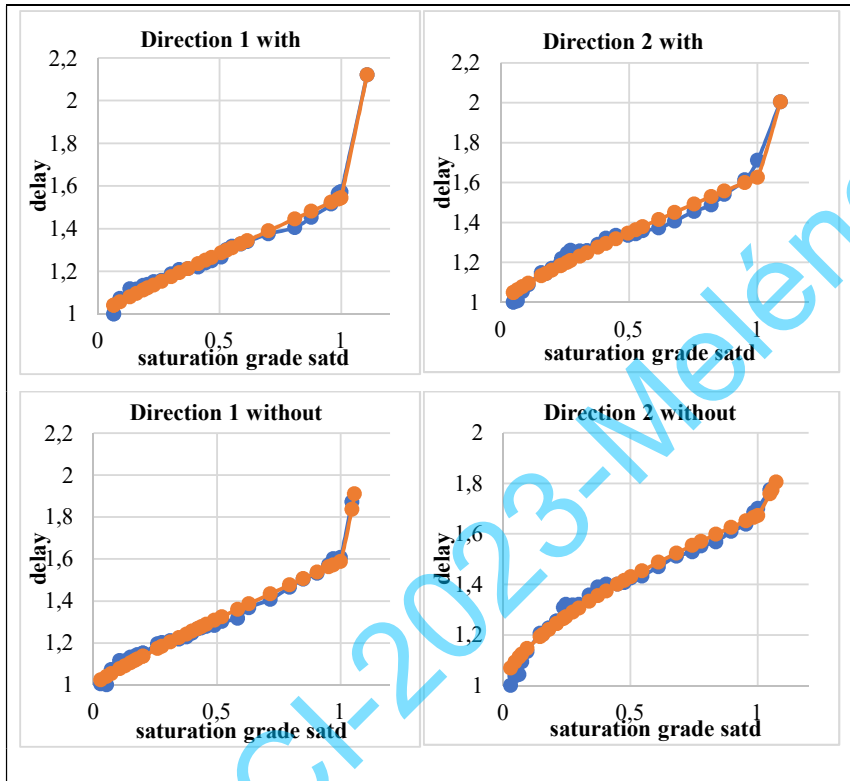 Direction 1 with
2,2
2
1,8
1,6
1,4
1,2
1
delay
0 0,5 1
saturation grade satd
Direction 2 with
2,2
2
1,8
1,6
1,4
1,2
1
delay
0 0,5 1
saturation grade satd
Direction 1 without
2,2
2
1,8
1,6
1,4
1,2
1
delay
0 0,5 1
saturation grade satd
Direction 2 without
2
1,8
1,6
1,4
1,2
1
delay
0 0,5 1
saturation grade satd
CI-2023-Meléno